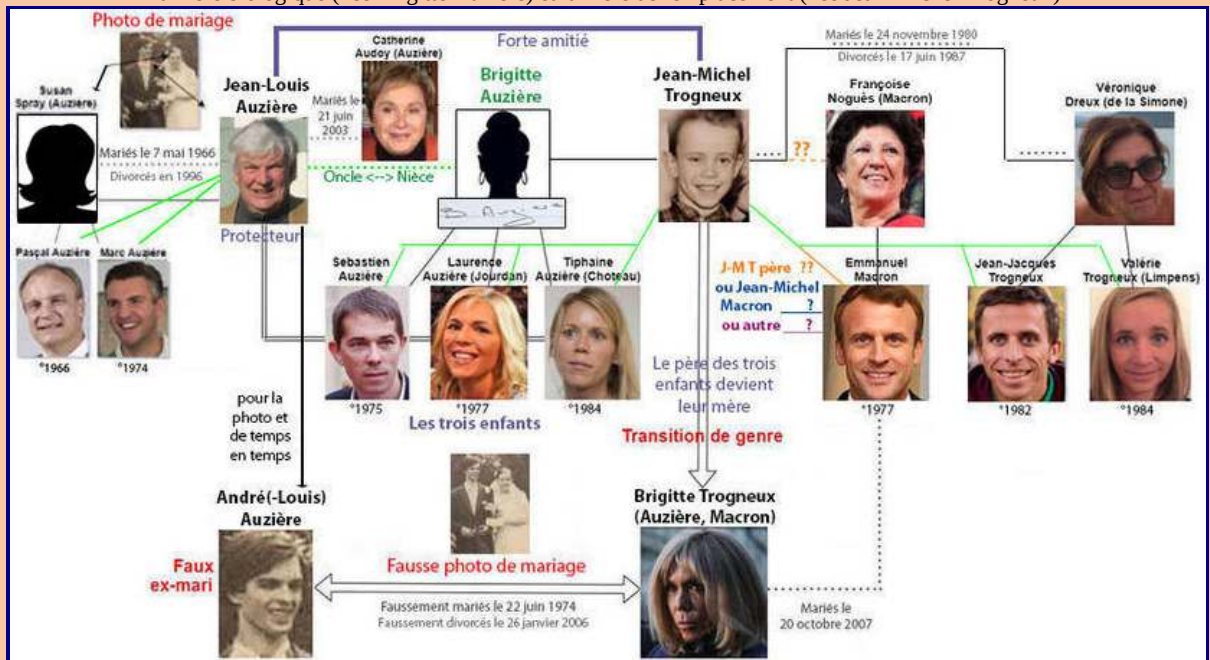 Photo de mariage
Forte amitié
Susan
Spray (Auzière)
Jean-Louis
Auzière
Catherine
Audoy (Auzière)
Mariés le
21 juin
2003
Brigitte
Auzière
Jean-Michel
Trogneux
Mariés le 24 novembre 1980
Divorcés le 17 juin 1987
Françoise
Noguès (Macron)
Véronique
Dreux (de la Simone)
Mariés le 7 mai 1966
Divorcés en 1996
Oncle <--> Nièce
??
Protecteur
Pascal Auzière
Marc Auzière
°1966
°1974
Sébastien
Auzière
Laurence
Auzière (Jourdan)
Tiphaine
Auzière (Choteau)
J-M T père ??
ou Jean-Michel
Macron ___?
ou autre ___?
Emmanuel
Macron
Jean-Jacques
Trogneux
Valérie
Trogneux (Limpens)
°1975
°1977
°1984
°1977
°1982
°1984
Les trois enfants
Le père des trois
enfants devient
leur mère
Transition de genre
pour la
photo et
de temps
en temps
André(-Louis)
Auzière
Brigitte Trogneux
(Auzière, Macron)
Faux
ex-mari
Fausse photo de mariage
Faussement mariés le 22 juin 1974
Faussement divorcés le 26 janvier 2006
Mariés le
20 octobre 2007